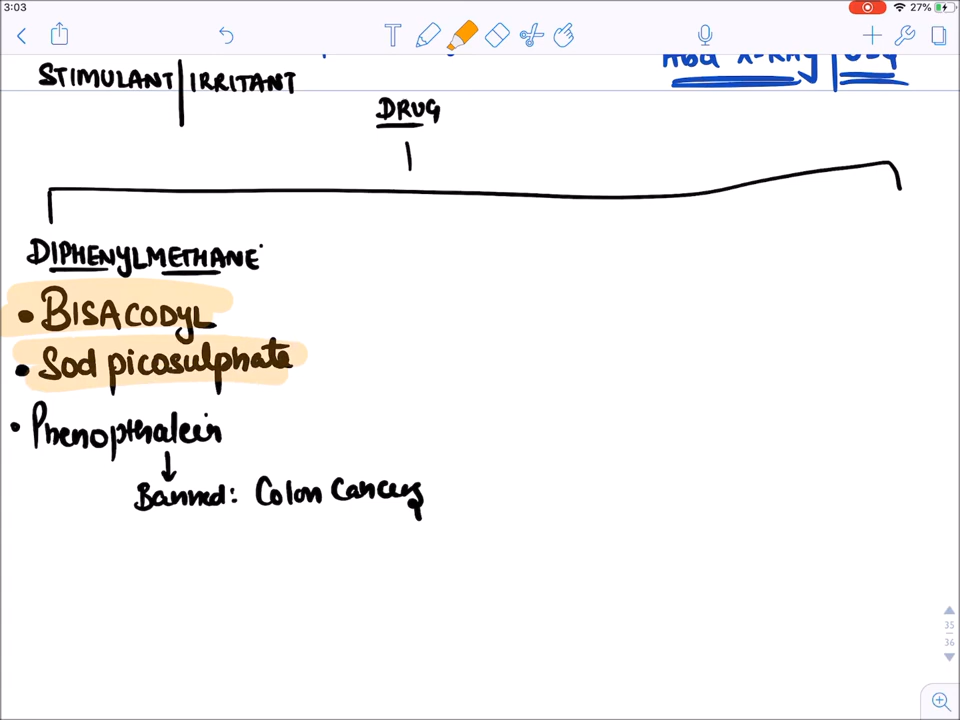 3:03
27%
T
Abd X-RAY | USG
STIMULANT | IRRITANT
DRUG
DIPHENYLMETHANE
• BISACODYL
• Sod picosulphate
• Phenopthalein
Banned: Colon Cancer
35
36